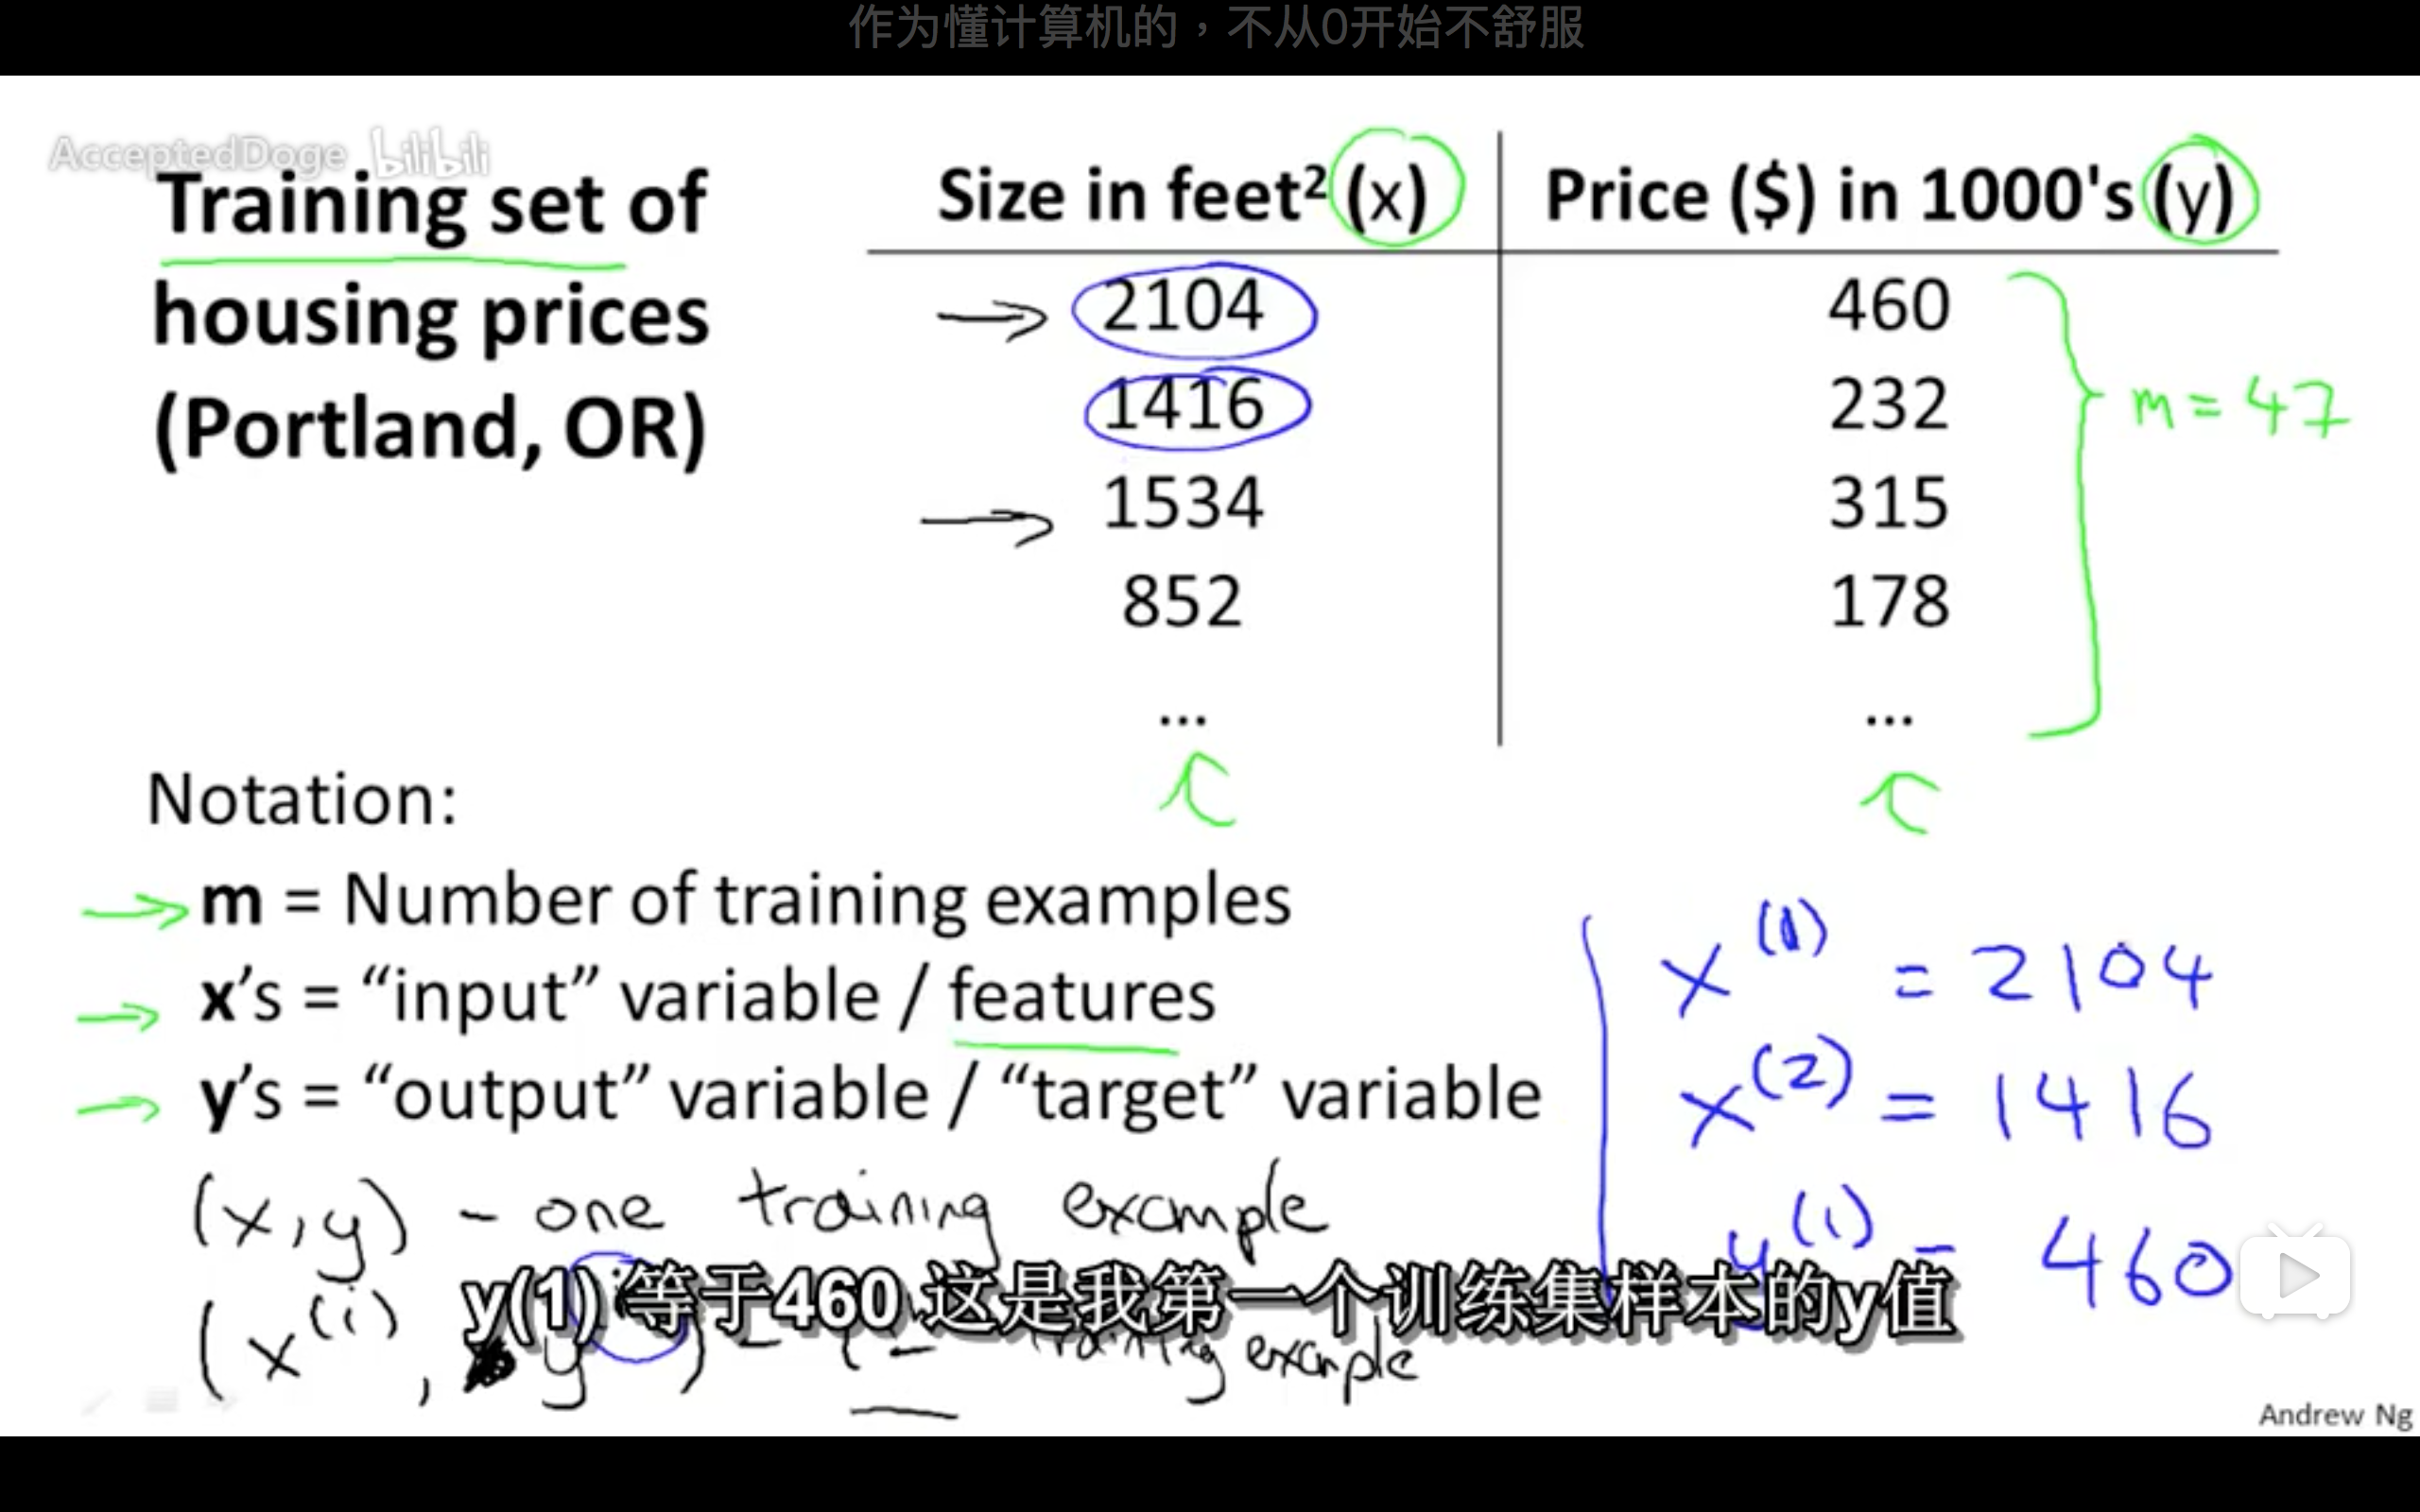 作为懂计算机的，不从0开始不舒服
AcceptedDoge bilibili
Training set of
housing prices
(Portland, OR)
Size in feet² (x) Price ($) in 1000's (y)
2104 460
1416 232
1534 315
852 178
... ...
m = 47
Notation:
m = Number of training examples
x’s = “input” variable / features
y’s = “output” variable / “target” variable
(x, y) - one training example
(x⁽ⁱ⁾, y ) - training example
x⁽¹⁾ = 2104
x⁽²⁾ = 1416
y⁽¹⁾ = 460
y(1) 等于460 这是我第一个训练集样本的y值
Andrew Ng